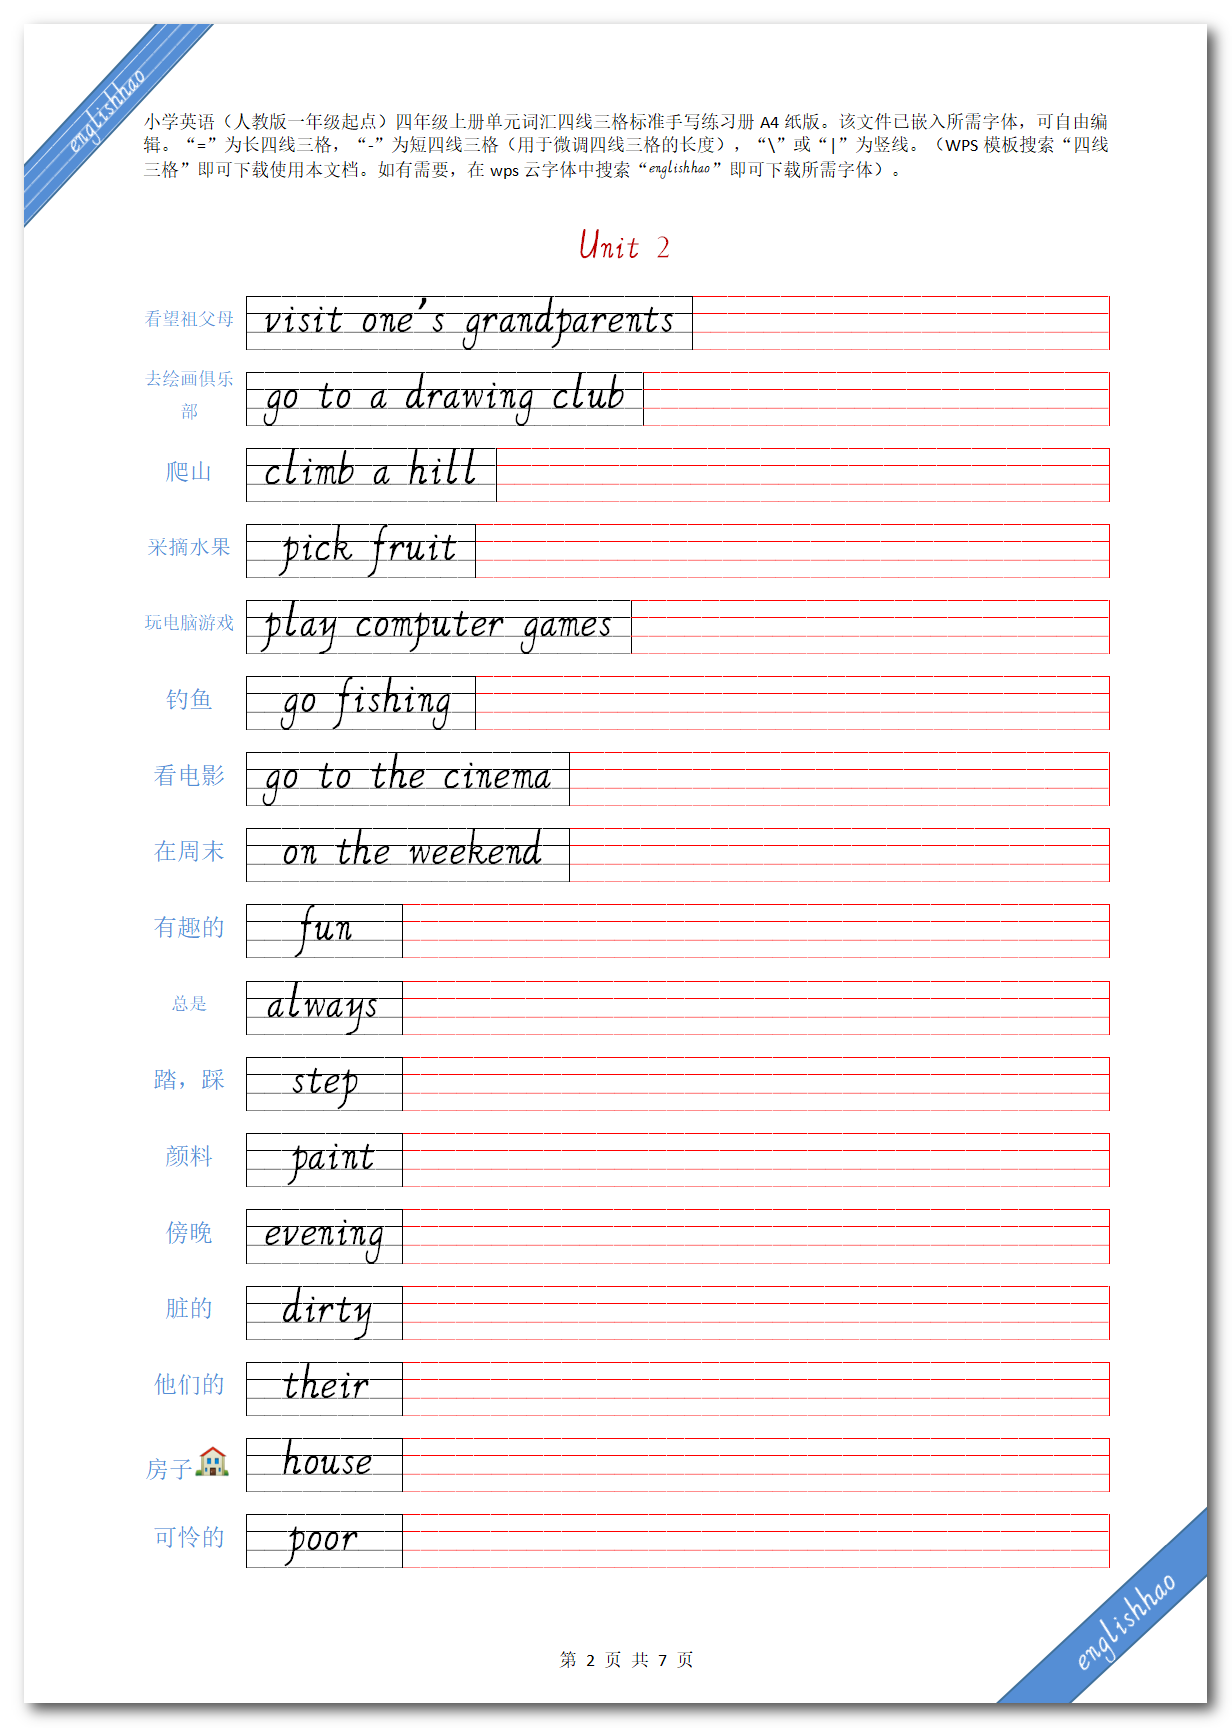 englishhao
小学英语（人教版一年级起点）四年级上册单元词汇四线三格标准手写练习册 A4 纸版。该文件已嵌入所需字体，可自由编
辑。“=”为长四线三格，“-”为短四线三格（用于微调四线三格的长度），“\”或“|”为竖线。（WPS 模板搜索“四线
三格”即可下载使用本文档。如有需要，在 wps 云字体中搜索“englishhao”即可下载所需字体）。
Unit 2
看望祖父母 visit one's grandparents
去绘画俱乐
部 go to a drawing club
爬山 climb a hill
采摘水果 pick fruit
玩电脑游戏 play computer games
钓鱼 go fishing
看电影 go to the cinema
在周末 on the weekend
有趣的 fun
总是 always
踏，踩 step
颜料 paint
傍晚 evening
脏的 dirty
他们的 their
房子 house
可怜的 poor
englishhao
第 2 页 共 7 页